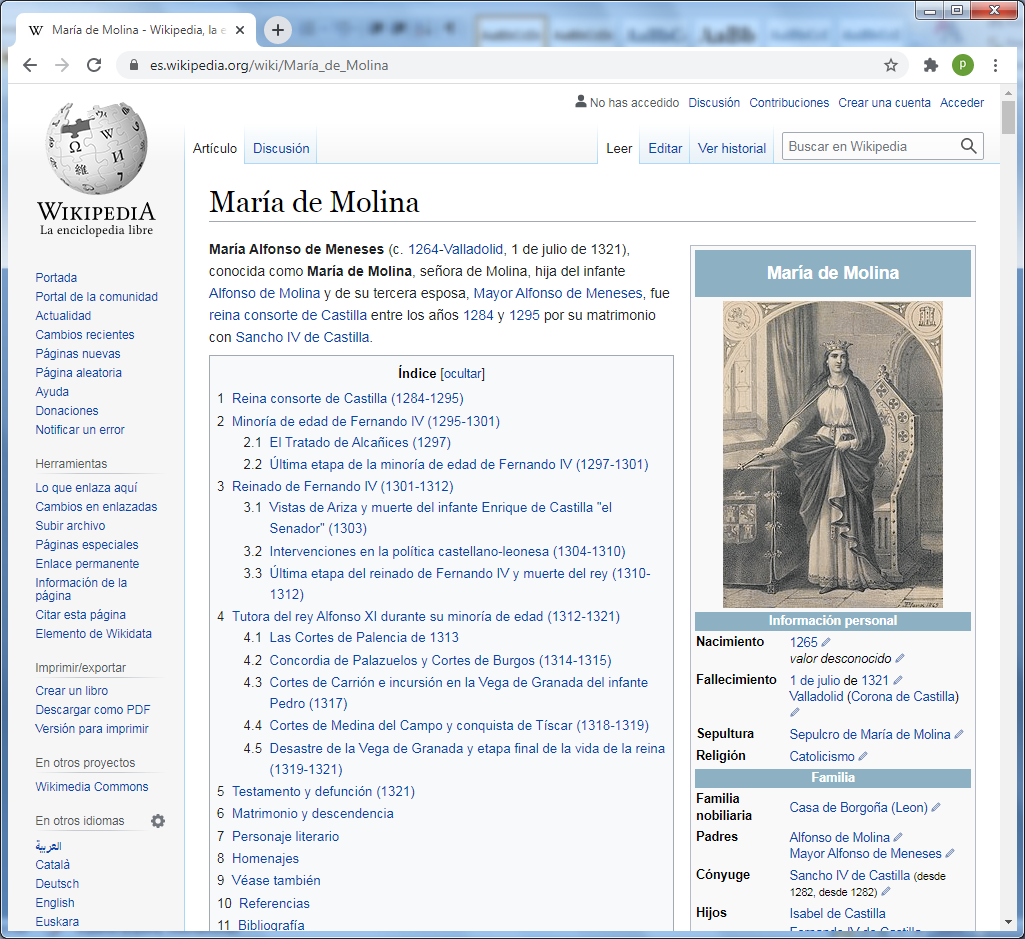 María de Molina - Wikipedia, la e
es.wikipedia.org/wiki/María_de_Molina
P
No has accedido Discusión Contribuciones Crear una cuenta Acceder
Artículo Discusión Leer Editar Ver historial Buscar en Wikipedia
WIKIPEDIA
La enciclopedia libre
Portada
Portal de la comunidad
Actualidad
Cambios recientes
Páginas nuevas
Página aleatoria
Ayuda
Donaciones
Notificar un error
Herramientas
Lo que enlaza aquí
Cambios en enlazadas
Subir archivo
Páginas especiales
Enlace permanente
Información de la
página
Citar esta página
Elemento de Wikidata
Imprimir/exportar
Crear un libro
Descargar como PDF
Versión para imprimir
En otros proyectos
Wikimedia Commons
En otros idiomas
العربية
Català
Deutsch
English
Euskara
María de Molina
María Alfonso de Meneses (c. 1264-Valladolid, 1 de julio de 1321),
conocida como María de Molina, señora de Molina, hija del infante
Alfonso de Molina y de su tercera esposa, Mayor Alfonso de Meneses, fue
reina consorte de Castilla entre los años 1284 y 1295 por su matrimonio
con Sancho IV de Castilla.
Índice [ocultar]
1 Reina consorte de Castilla (1284-1295)
2 Minoría de edad de Fernando IV (1295-1301)
2.1 El Tratado de Alcañices (1297)
2.2 Última etapa de la minoría de edad de Fernando IV (1297-1301)
3 Reinado de Fernando IV (1301-1312)
3.1 Vistas de Ariza y muerte del infante Enrique de Castilla "el
Senador" (1303)
3.2 Intervenciones en la política castellano-leonesa (1304-1310)
3.3 Última etapa del reinado de Fernando IV y muerte del rey (1310-
1312)
4 Tutora del rey Alfonso XI durante su minoría de edad (1312-1321)
4.1 Las Cortes de Palencia de 1313
4.2 Concordia de Palazuelos y Cortes de Burgos (1314-1315)
4.3 Cortes de Carrión e incursión en la Vega de Granada del infante
Pedro (1317)
4.4 Cortes de Medina del Campo y conquista de Tíscar (1318-1319)
4.5 Desastre de la Vega de Granada y etapa final de la vida de la reina
(1319-1321)
5 Testamento y defunción (1321)
6 Matrimonio y descendencia
7 Personaje literario
8 Homenajes
9 Véase también
10 Referencias
11 Bibliografía
María de Molina
Información personal
Nacimiento 1265
valor desconocido
Fallecimiento 1 de julio de 1321
Valladolid (Corona de Castilla)
Sepultura Sepulcro de María de Molina
Religión Catolicismo
Familia
Familia
nobiliaria Casa de Borgoña (Leon)
Padres Alfonso de Molina
Mayor Alfonso de Meneses
Cónyuge Sancho IV de Castilla (desde
1282, desde 1282)
Hijos Isabel de Castilla
Fernando IV de Castilla